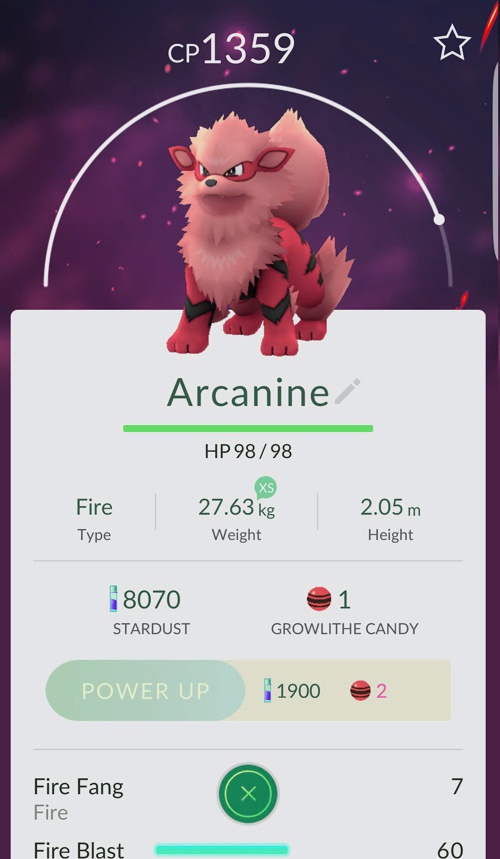 CP1359
Arcanine
HP 98 / 98
XS
Fire
Type
27.63 kg
Weight
2.05 m
Height
8070
STARDUST
1
GROWLITHE CANDY
POWER UP
1900
2
Fire Fang
7
Fire
Fire Blast
60